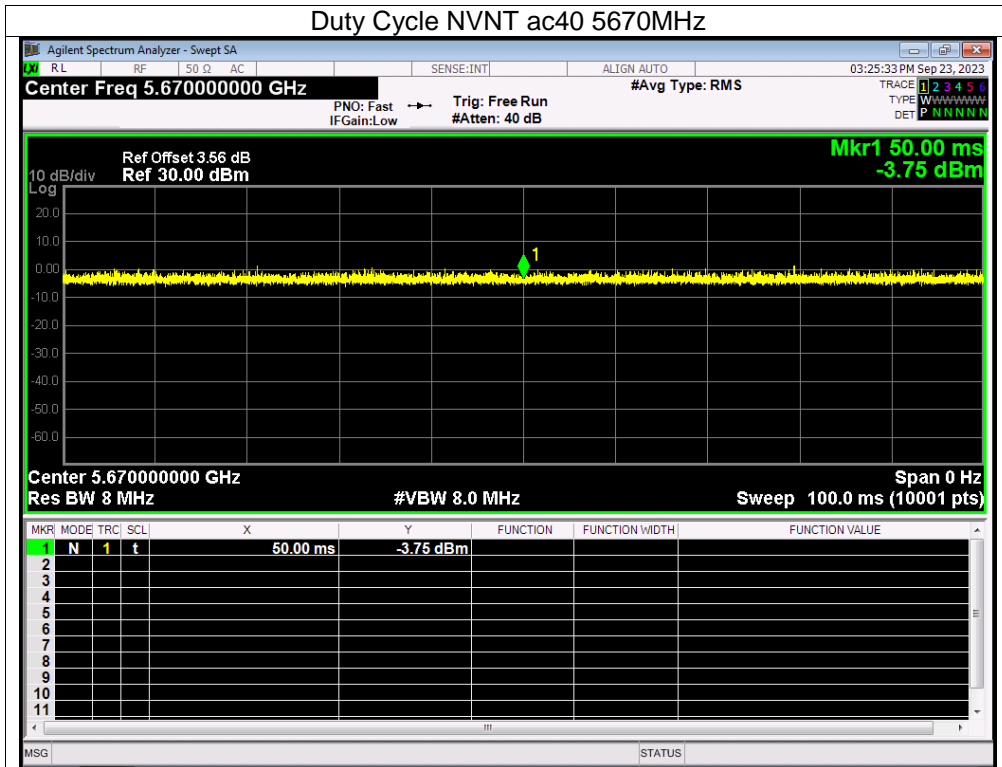 Duty Cycle NVNT ac40 5670MHz
Agilent Spectrum Analyzer - Swept SA
LXI RL RF 50 Ω AC SENSE:INT ALIGN AUTO 03:25:33 PM Sep 23, 2023
Center Freq 5.670000000 GHz #Avg Type: RMS TRACE 1 2 3 4 5 6
PNO: Fast Trig: Free Run TYPE WWWWWW
IFGain:Low #Atten: 40 dB DET P N N N N N
Mkr1 50.00 ms
Ref Offset 3.56 dB
10 dB/div Ref 30.00 dBm -3.75 dBm
Log
20.0
10.0
1
0.00
-10.0
-20.0
-30.0
-40.0
-50.0
-60.0
Center 5.670000000 GHz Span 0 Hz
Res BW 8 MHz #VBW 8.0 MHz Sweep 100.0 ms (10001 pts)
MKR MODE TRC SCL X Y FUNCTION FUNCTION WIDTH FUNCTION VALUE
1 N 1 t 50.00 ms -3.75 dBm
2
3
4
5
6
7
8
9
10
11
MSG STATUS